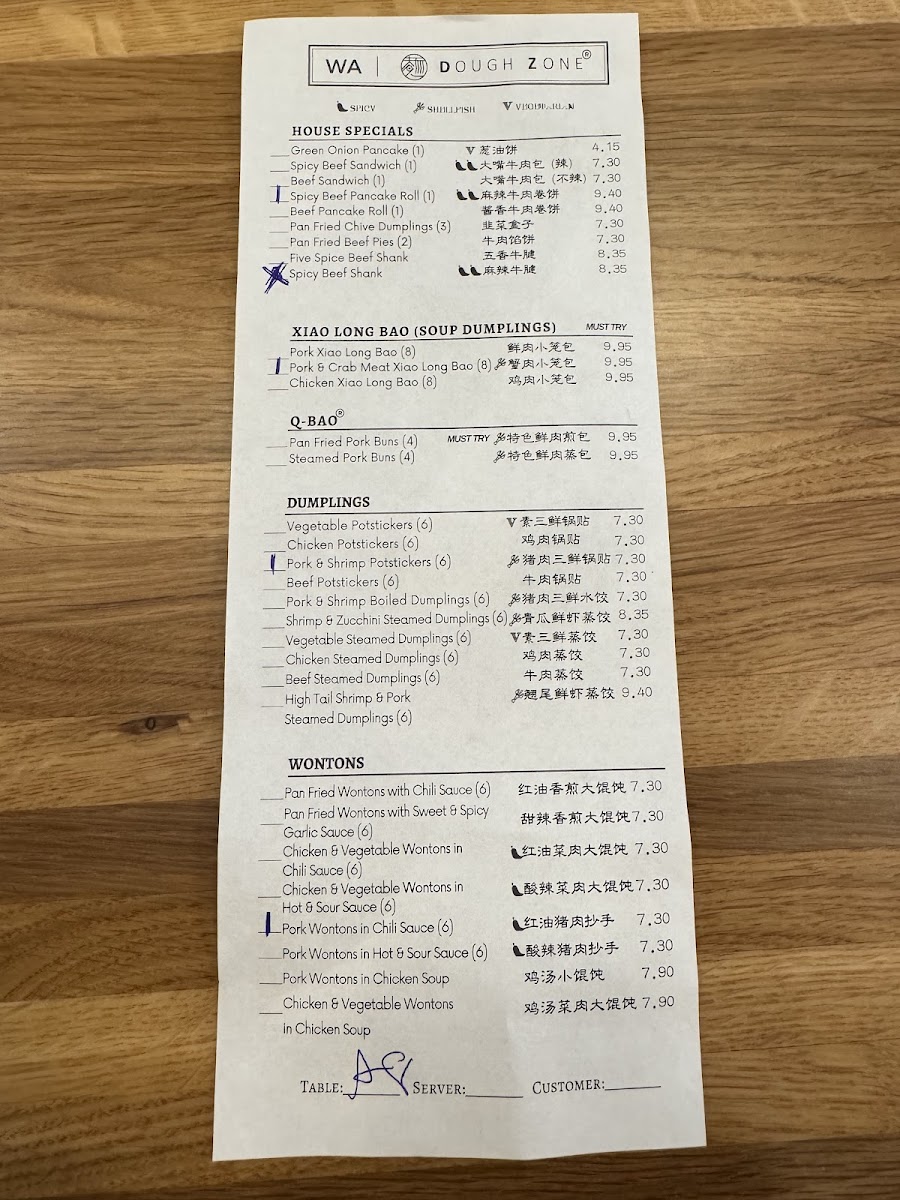 WA | DOUGH ZONE®
SPICY SHELLFISH VEGETARIAN
HOUSE SPECIALS
Green Onion Pancake (1) V 葱油饼 4.15
Spicy Beef Sandwich (1) 大嘴牛肉包 (辣) 7.30
Beef Sandwich (1) 大嘴牛肉包 (不辣) 7.30
1 Spicy Beef Pancake Roll (1) 麻辣牛肉卷饼 9.40
Beef Pancake Roll (1) 酱香牛肉卷饼 9.40
Pan Fried Chive Dumplings (3) 韭菜盒子 7.30
Pan Fried Beef Pies (2) 牛肉馅饼 7.30
Five Spice Beef Shank 五香牛腱 8.35
Spicy Beef Shank 麻辣牛腱 8.35
XIAO LONG BAO (SOUP DUMPLINGS) MUST TRY
Pork Xiao Long Bao (8) 鲜肉小笼包 9.95
1 Pork & Crab Meat Xiao Long Bao (8) 蟹肉小笼包 9.95
Chicken Xiao Long Bao (8) 鸡肉小笼包 9.95
Q-BAO®
Pan Fried Pork Buns (4) MUST TRY 特色鲜肉煎包 9.95
Steamed Pork Buns (4) 特色鲜肉蒸包 9.95
DUMPLINGS
Vegetable Potstickers (6) V 素三鲜锅贴 7.30
Chicken Potstickers (6) 鸡肉锅贴 7.30
1 Pork & Shrimp Potstickers (6) 猪肉三鲜锅贴 7.30
Beef Potstickers (6) 牛肉锅贴 7.30
Pork & Shrimp Boiled Dumplings (6) 猪肉三鲜水饺 7.30
Shrimp & Zucchini Steamed Dumplings (6) 青瓜鲜虾蒸饺 8.35
Vegetable Steamed Dumplings (6) V 素三鲜蒸饺 7.30
Chicken Steamed Dumplings (6) 鸡肉蒸饺 7.30
Beef Steamed Dumplings (6) 牛肉蒸饺 7.30
High Tail Shrimp & Pork 翘尾鲜虾蒸饺 9.40
Steamed Dumplings (6)
WONTONS
Pan Fried Wontons with Chili Sauce (6) 红油香煎大馄饨 7.30
Pan Fried Wontons with Sweet & Spicy 甜辣香煎大馄饨 7.30
Garlic Sauce (6)
Chicken & Vegetable Wontons in 红油菜肉大馄饨 7.30
Chili Sauce (6)
Chicken & Vegetable Wontons in 酸辣菜肉大馄饨 7.30
Hot & Sour Sauce (6)
1 Pork Wontons in Chili Sauce (6) 红油猪肉抄手 7.30
Pork Wontons in Hot & Sour Sauce (6) 酸辣猪肉抄手 7.30
Pork Wontons in Chicken Soup 鸡汤小馄饨 7.90
Chicken & Vegetable Wontons 鸡汤菜肉大馄饨 7.90
in Chicken Soup
TABLE: SERVER: CUSTOMER: